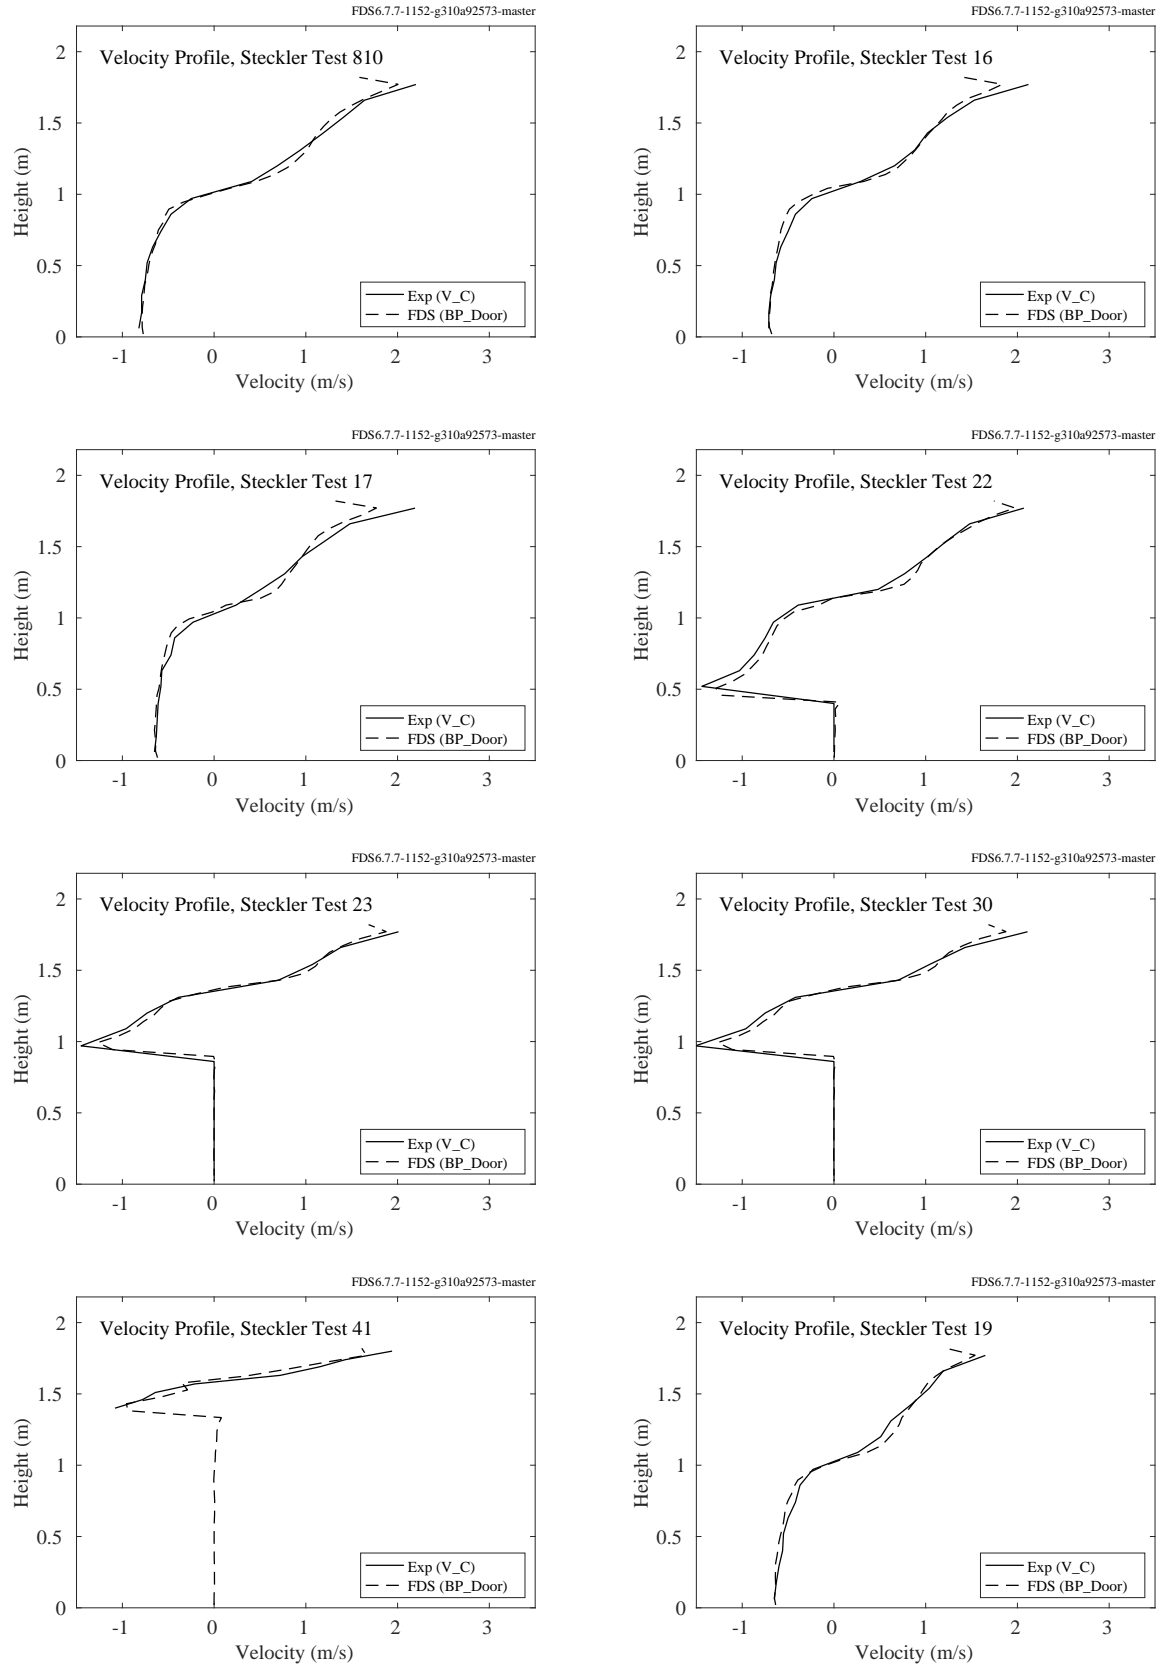 FDS6.7.7-1152-g310a92573-master
Velocity Profile, Steckler Test 810
2
1.5
1
0.5
0
Height (m)
-1 0 1 2 3
Velocity (m/s)
Exp (V_C)
FDS (BP_Door)
FDS6.7.7-1152-g310a92573-master
Velocity Profile, Steckler Test 16
2
1.5
1
0.5
0
Height (m)
-1 0 1 2 3
Velocity (m/s)
Exp (V_C)
FDS (BP_Door)
FDS6.7.7-1152-g310a92573-master
Velocity Profile, Steckler Test 17
2
1.5
1
0.5
0
Height (m)
-1 0 1 2 3
Velocity (m/s)
Exp (V_C)
FDS (BP_Door)
FDS6.7.7-1152-g310a92573-master
Velocity Profile, Steckler Test 22
2
1.5
1
0.5
0
Height (m)
-1 0 1 2 3
Velocity (m/s)
Exp (V_C)
FDS (BP_Door)
FDS6.7.7-1152-g310a92573-master
Velocity Profile, Steckler Test 23
2
1.5
1
0.5
0
Height (m)
-1 0 1 2 3
Velocity (m/s)
Exp (V_C)
FDS (BP_Door)
FDS6.7.7-1152-g310a92573-master
Velocity Profile, Steckler Test 30
2
1.5
1
0.5
0
Height (m)
-1 0 1 2 3
Velocity (m/s)
Exp (V_C)
FDS (BP_Door)
FDS6.7.7-1152-g310a92573-master
Velocity Profile, Steckler Test 41
2
1.5
1
0.5
0
Height (m)
-1 0 1 2 3
Velocity (m/s)
Exp (V_C)
FDS (BP_Door)
FDS6.7.7-1152-g310a92573-master
Velocity Profile, Steckler Test 19
2
1.5
1
0.5
0
Height (m)
-1 0 1 2 3
Velocity (m/s)
Exp (V_C)
FDS (BP_Door)